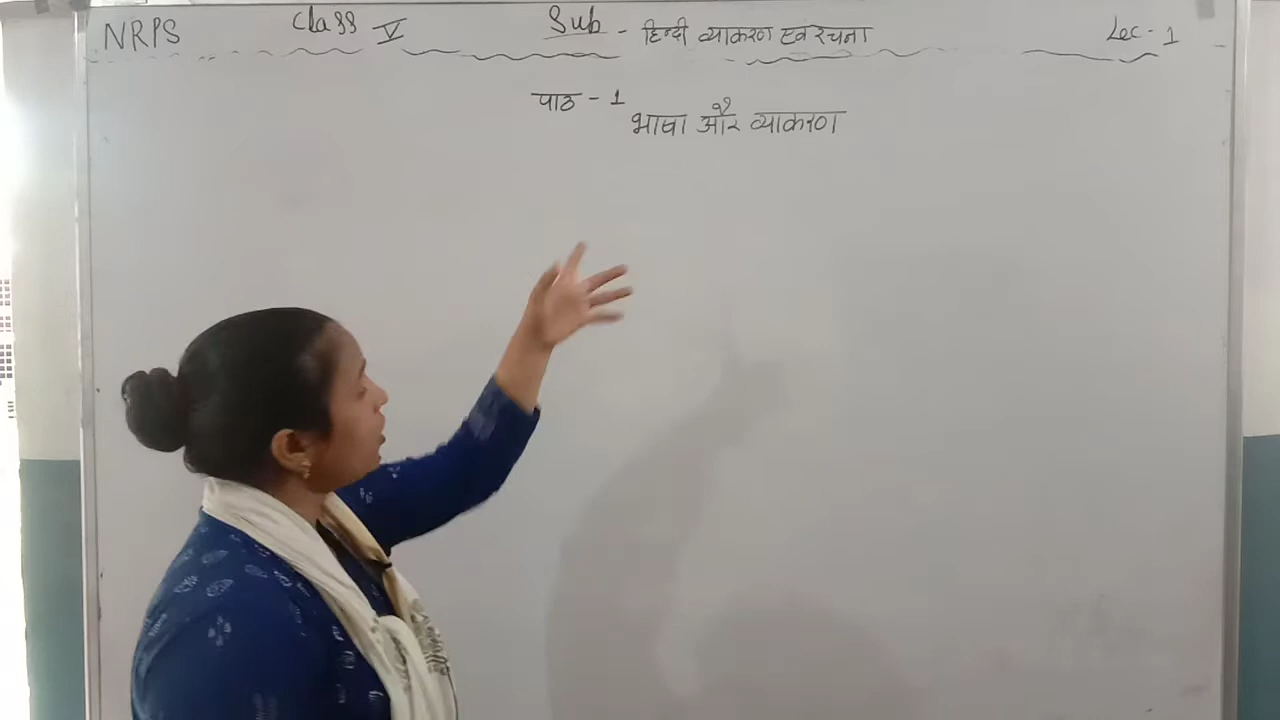 NRPS Class V Sub - हिन्दी व्याकरण एवं रचना Lec - 1
पाठ - 1
भाषा और व्याकरण